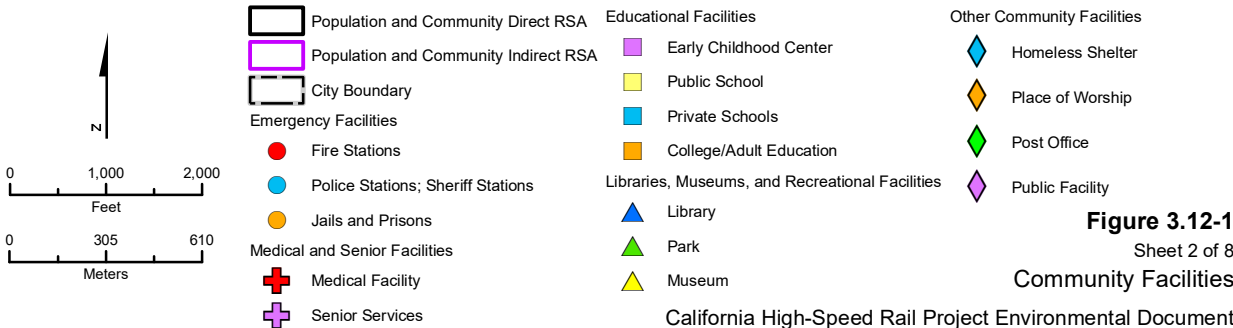 N
0 1,000 2,000
Feet
0 305 610
Meters
Population and Community Direct RSA
Population and Community Indirect RSA
City Boundary
Emergency Facilities
Fire Stations
Police Stations; Sheriff Stations
Jails and Prisons
Medical and Senior Facilities
Medical Facility
Senior Services
Educational Facilities
Early Childhood Center
Public School
Private Schools
College/Adult Education
Libraries, Museums, and Recreational Facilities
Library
Park
Museum
Other Community Facilities
Homeless Shelter
Place of Worship
Post Office
Public Facility
Figure 3.12-1
Sheet 2 of 8
Community Facilities
California High-Speed Rail Project Environmental Document